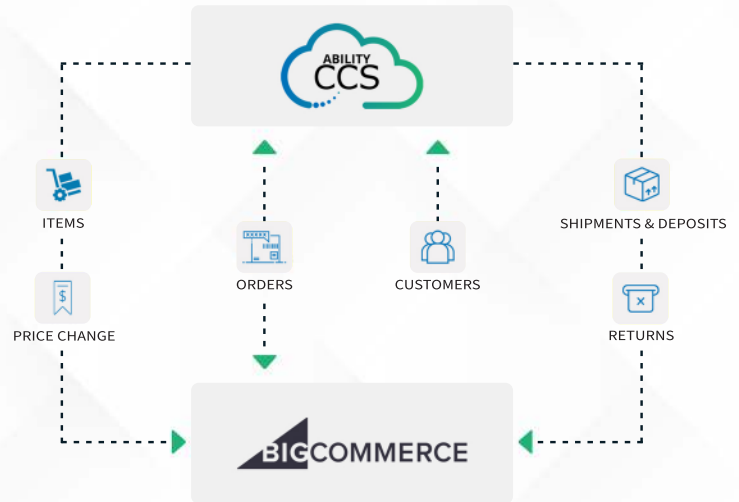 ABILITY
CCS
ITEMS
SHIPMENTS & DEPOSITS
$
ORDERS
CUSTOMERS
PRICE CHANGE
RETURNS
BIGCOMMERCE